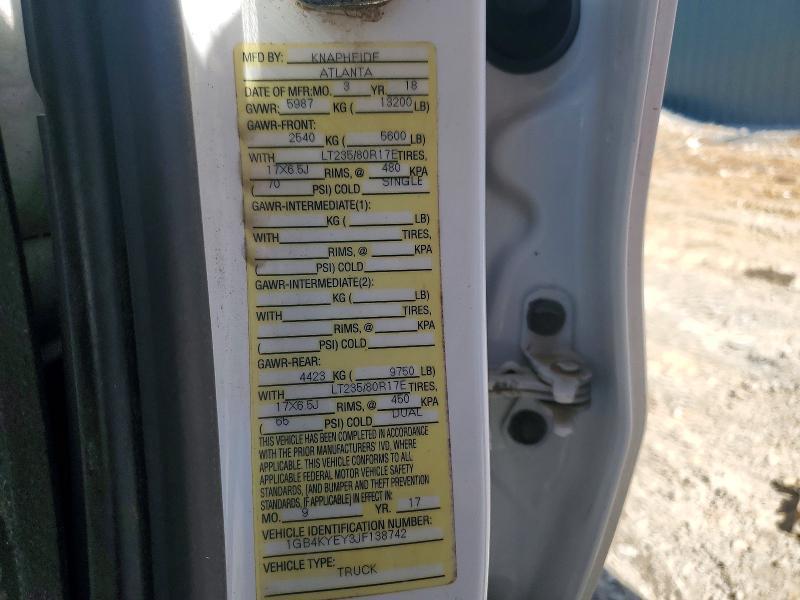 MFD BY: KNAPHEIDE
ATLANTA
DATE OF MFR: MO. 3 YR. 18
GVWR: 5987 KG ( 13200 LB)
GAWR-FRONT:
2540 KG ( 5600 LB)
WITH LT235/80R17E TIRES,
17X6.5J RIMS, @ 480 KPA
( 70 PSI) COLD SINGLE
GAWR-INTERMEDIATE(1):
KG ( LB)
WITH TIRES,
RIMS, @ KPA
( PSI) COLD
GAWR-INTERMEDIATE(2):
KG ( LB)
WITH TIRES,
RIMS, @ KPA
( PSI) COLD
GAWR-REAR:
4423 KG ( 9750 LB)
WITH LT235/80R17E TIRES,
17X6.5J RIMS, @ 450 KPA
( 65 PSI) COLD DUAL
THIS VEHICLE HAS BEEN COMPLETED IN ACCORDANCE
WITH THE PRIOR MANUFACTURERS' IVD, WHERE
APPLICABLE. THIS VEHICLE CONFORMS TO ALL
APPLICABLE FEDERAL MOTOR VEHICLE SAFETY
STANDARDS, [AND BUMPER AND THEFT PREVENTION
STANDARDS, IF APPLICABLE] IN EFFECT IN:
MO. 9 YR. 17
VEHICLE IDENTIFICATION NUMBER:
1GB4KYEY3JF138742
VEHICLE TYPE:
TRUCK